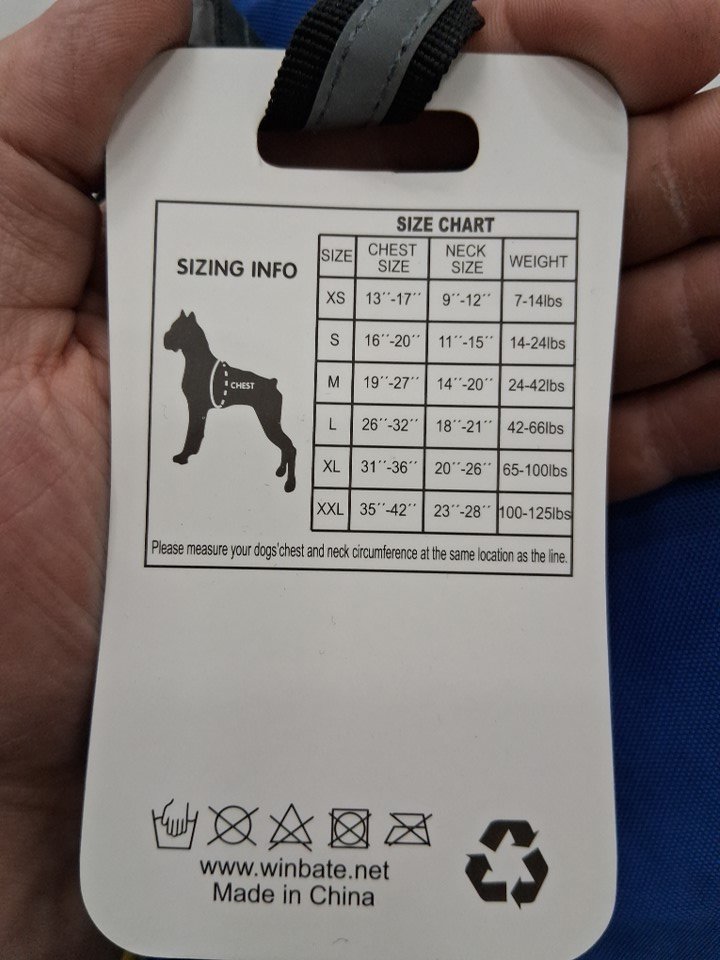 SIZE CHART
SIZING INFO
SIZE CHEST SIZE NECK SIZE WEIGHT
XS 13´´-17´´ 9´´-12´´ 7-14lbs
S 16´´-20´´ 11´´-15´´ 14-24lbs
M 19´´-27´´ 14´´-20´´ 24-42lbs
L 26´´-32´´ 18´´-21´´ 42-66lbs
XL 31´´-36´´ 20´´-26´´ 65-100lbs
XXL 35´´-42´´ 23´´-28´´ 100-125lbs
CHEST
Please measure your dogs'chest and neck circumference at the same location as the line.
www.winbate.net
Made in China